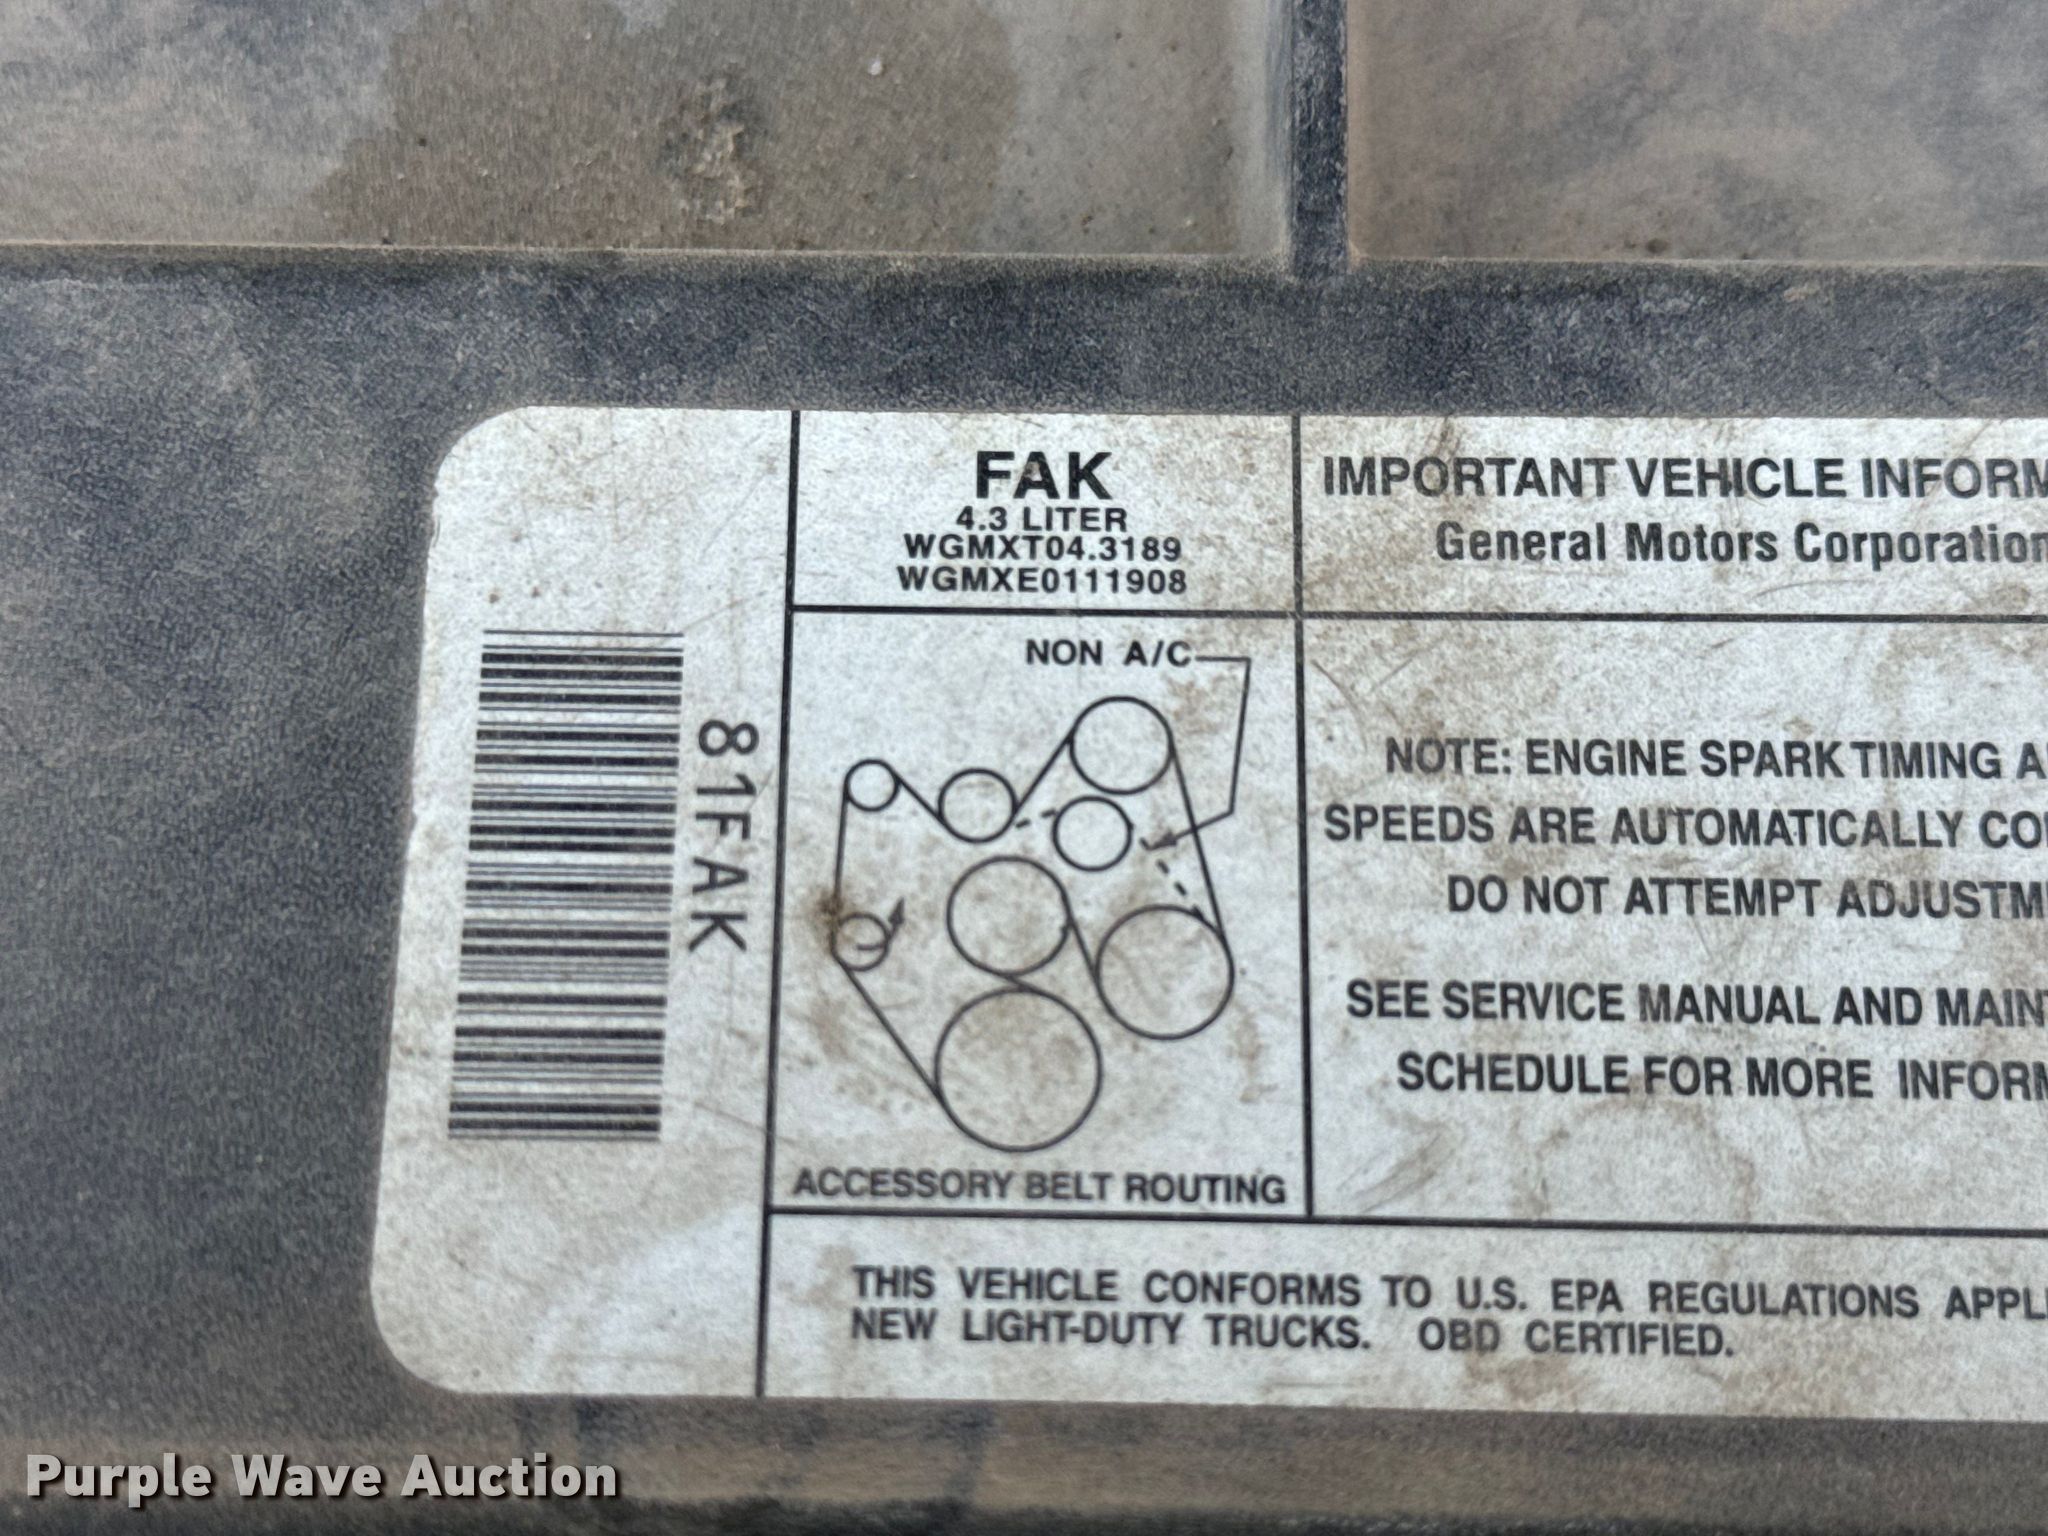 FAK
4.3 LITER
WGMXT04.3189
WGMXE0111908
IMPORTANT VEHICLE INFORM
General Motors Corporation
81FAK
NON A/C
NOTE: ENGINE SPARK TIMING A
SPEEDS ARE AUTOMATICALLY CO
DO NOT ATTEMPT ADJUSTM
SEE SERVICE MANUAL AND MAINT
SCHEDULE FOR MORE INFORM
ACCESSORY BELT ROUTING
THIS VEHICLE CONFORMS TO U.S. EPA REGULATIONS APPL
NEW LIGHT-DUTY TRUCKS. OBD CERTIFIED.
Purple Wave Auction